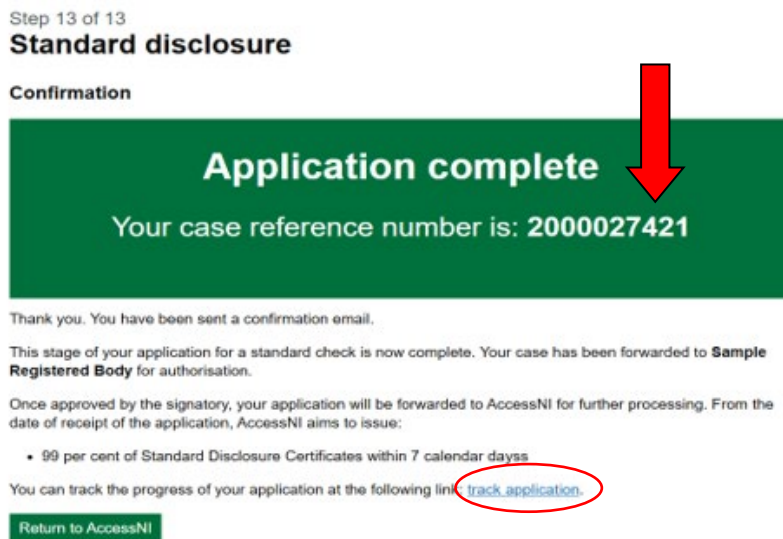 Step 13 of 13
Standard disclosure
Confirmation
Application complete
Your case reference number is: 2000027421
Thank you. You have been sent a confirmation email.
This stage of your application for a standard check is now complete. Your case has been forwarded to Sample
Registered Body for authorisation.
Once approved by the signatory, your application will be forwarded to AccessNI for further processing. From the
date of receipt of the application, AccessNI aims to issue:
• 99 per cent of Standard Disclosure Certificates within 7 calendar dayss
You can track the progress of your application at the following link: track application.
Return to AccessNI